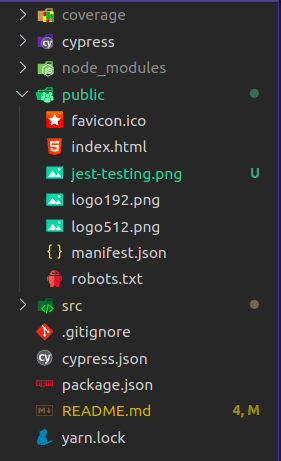 coverage
cypress
node_modules
public
favicon.ico
index.html
jest-testing.png U
logo192.png
logo512.png
manifest.json
robots.txt
src
.gitignore
cypress.json
package.json
README.md 4, M
yarn.lock